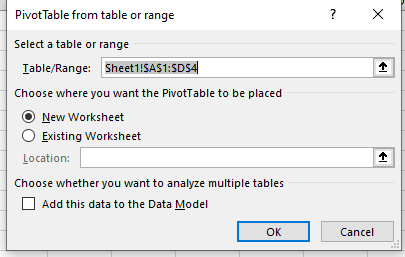 PivotTable from table or range
? ×
Select a table or range
Table/Range: Sheet1!$A$1:$D$4
Choose where you want the PivotTable to be placed
New Worksheet
Existing Worksheet
Location:
Choose whether you want to analyze multiple tables
Add this data to the Data Model
OK Cancel